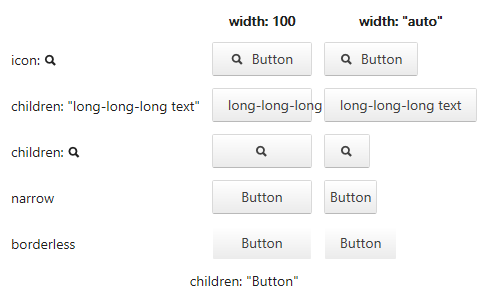 width: 100 width: "auto"
icon: Button Button
children: "long-long-long text" long-long-long long-long-long text
children:
narrow Button Button
borderless Button Button
children: "Button"